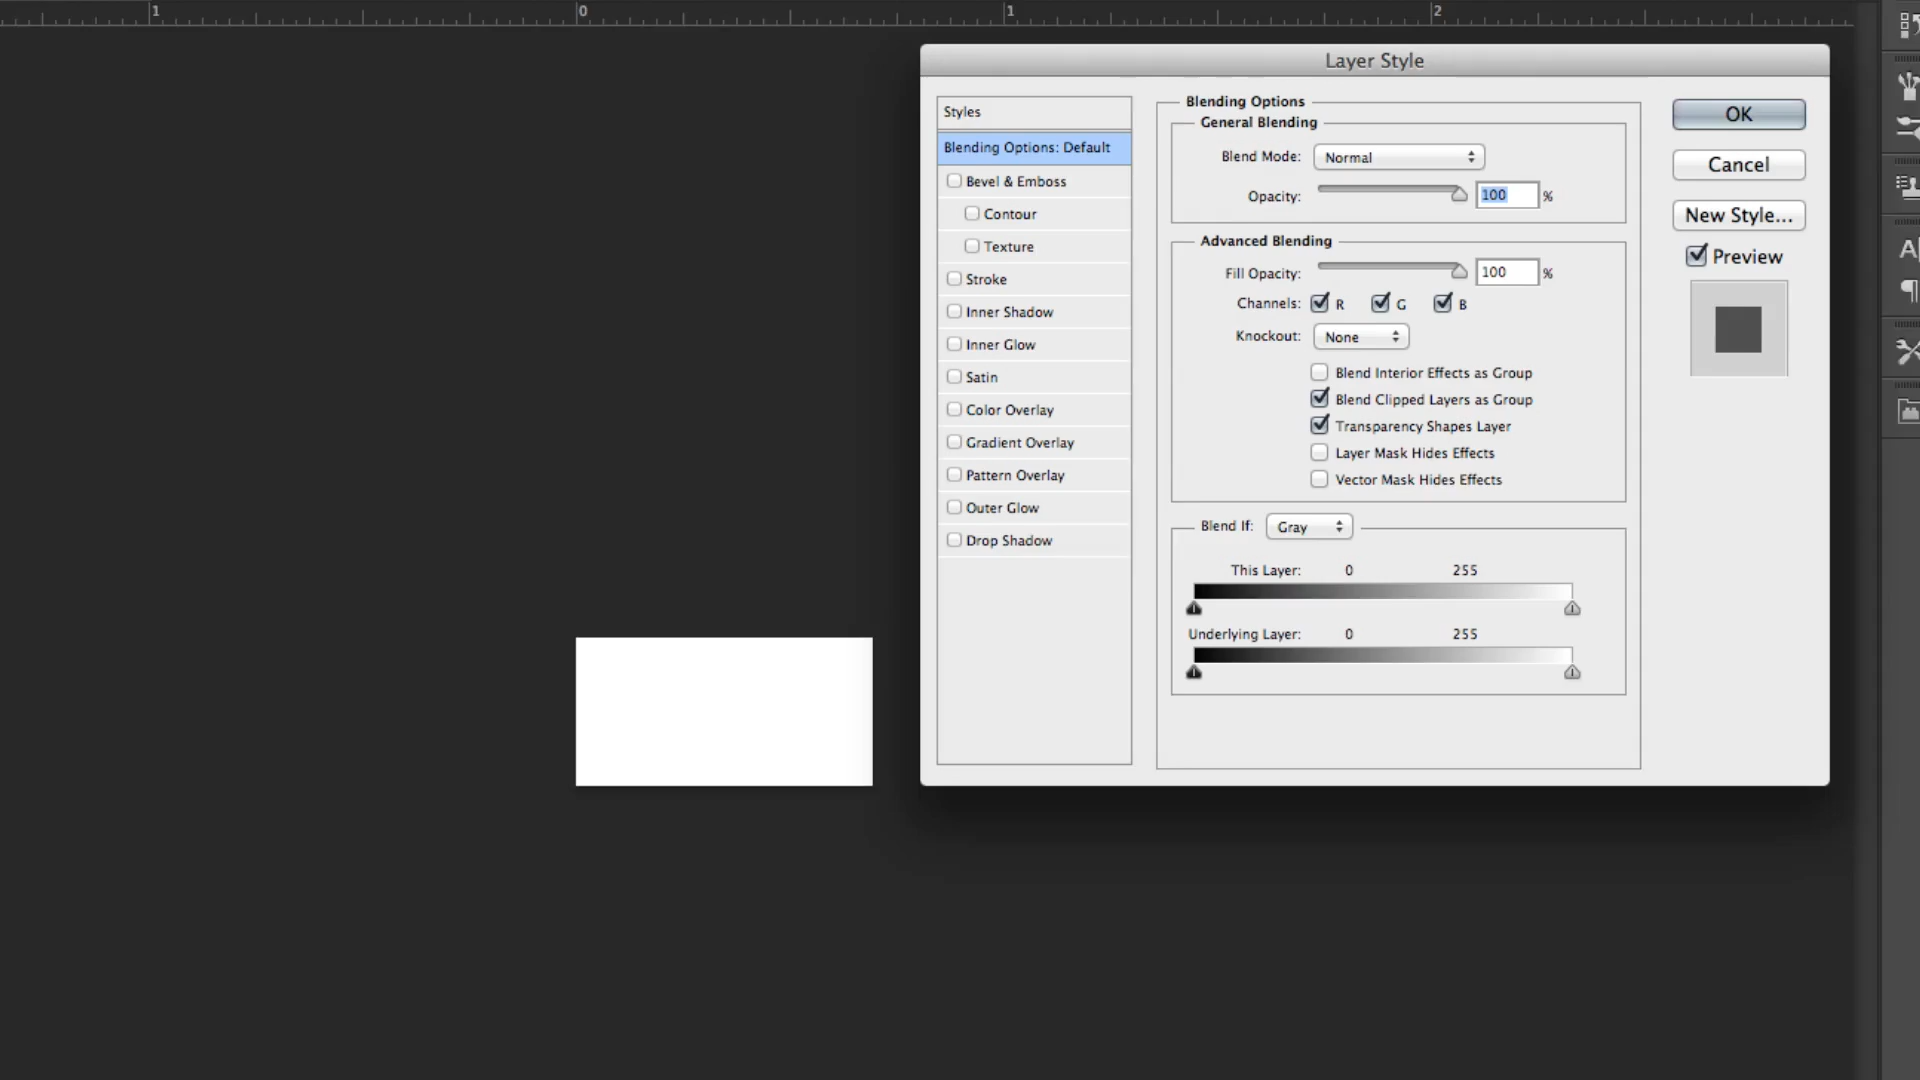 1 0 1 2
Layer Style
Styles
Blending Options: Default
Bevel & Emboss
Contour
Texture
Stroke
Inner Shadow
Inner Glow
Satin
Color Overlay
Gradient Overlay
Pattern Overlay
Outer Glow
Drop Shadow
Blending Options
General Blending
Blend Mode: Normal
Opacity: 100 %
Advanced Blending
Fill Opacity: 100 %
Channels: R G B
Knockout: None
Blend Interior Effects as Group
Blend Clipped Layers as Group
Transparency Shapes Layer
Layer Mask Hides Effects
Vector Mask Hides Effects
Blend If: Gray
This Layer: 0 255
Underlying Layer: 0 255
OK
Cancel
New Style...
Preview
A